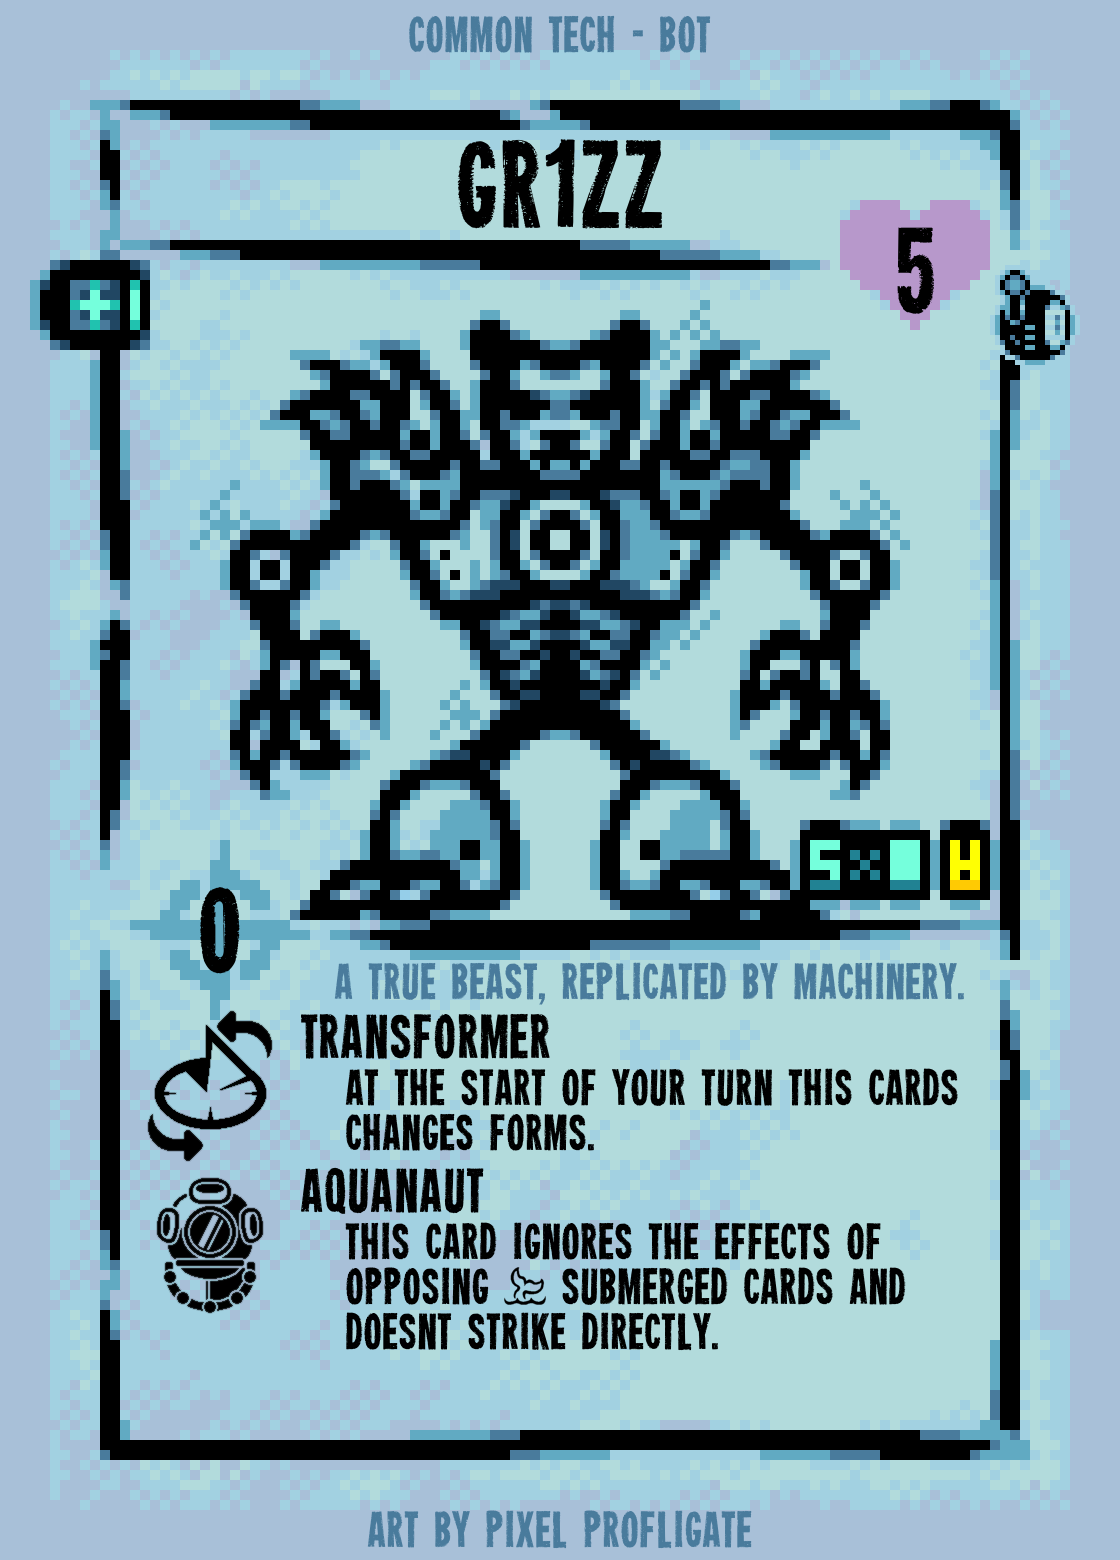 COMMON TECH - BOT
GR1ZZ
5
5 X
0
A TRUE BEAST, REPLICATED BY MACHINERY.
TRANSFORMER
AT THE START OF YOUR TURN THIS CARDS
CHANGES FORMS.
AQUANAUT
THIS CARD IGNORES THE EFFECTS OF
OPPOSING SUBMERGED CARDS AND
DOESNT STRIKE DIRECTLY.
ART BY PIXEL PROFLIGATE